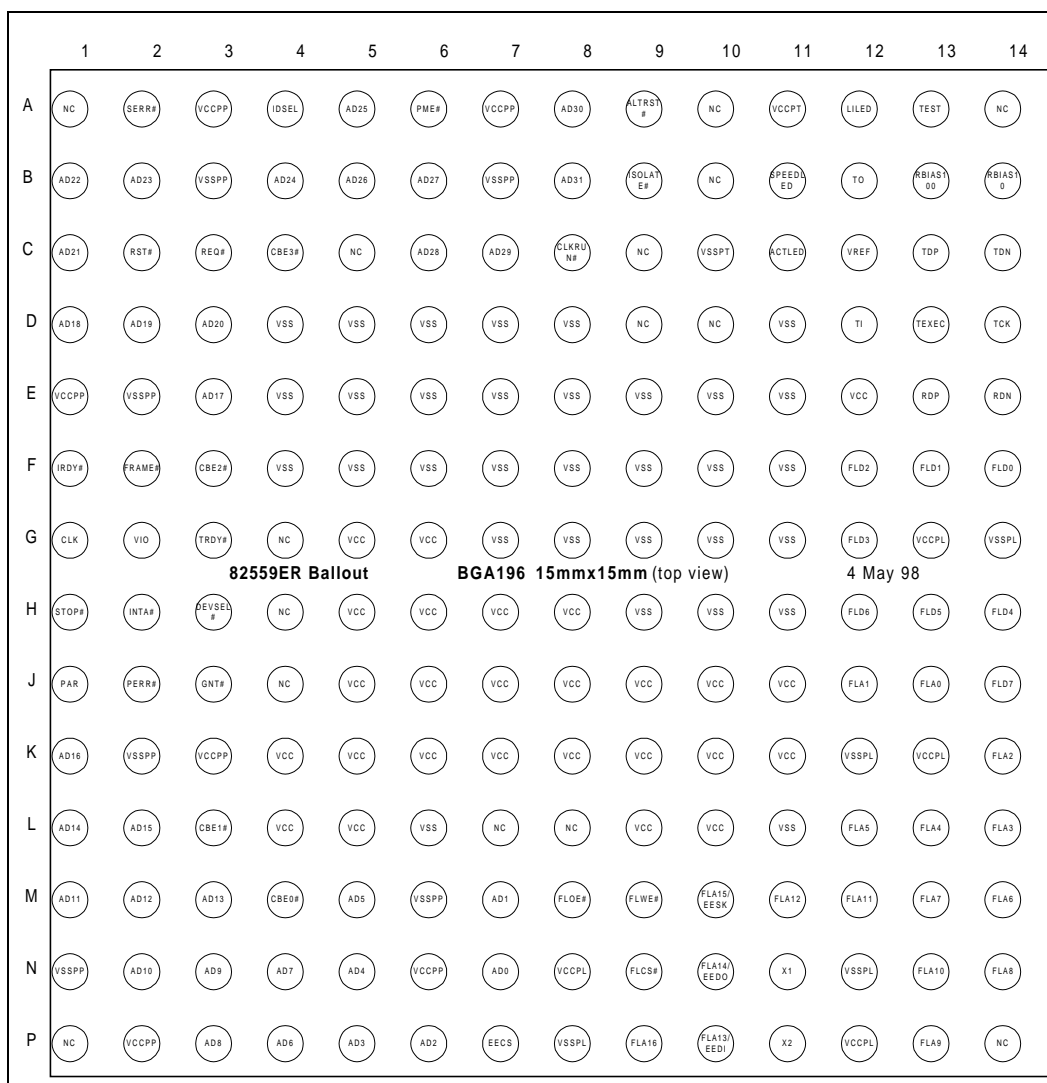 1 2 3 4 5 6 7 8 9 10 11 12 13 14
A NC SERR# VCCPP IDSEL AD25 PME# VCCPP AD30 ALTRST# NC VCCPT LILED TEST NC
B AD22 AD23 VSSPP AD24 AD26 AD27 VSSPP AD31 ISOLATE# NC SPEEDLED TO RBIAS100 RBIAS10
C AD21 RST# REQ# CBE3# NC AD28 AD29 CLKRUN# NC VSSPT ACTLED VREF TDP TDN
D AD18 AD19 AD20 VSS VSS VSS VSS VSS NC NC VSS TI TEXEC TCK
E VCCPP VSSPP AD17 VSS VSS VSS VSS VSS VSS VSS VSS VCC RDP RDN
F IRDY# FRAME# CBE2# VSS VSS VSS VSS VSS VSS VSS VSS FLD2 FLD1 FLD0
G CLK VIO TRDY# NC VCC VCC VSS VSS VSS VSS VSS FLD3 VCCPL VSSPL
82559ER Ballout BGA196 15mmx15mm (top view) 4 May 98
H STOP# INTA# DEVSEL# NC VCC VCC VCC VCC VSS VSS VSS FLD6 FLD5 FLD4
J PAR PERR# GNT# NC VCC VCC VCC VCC VCC VCC VCC FLA1 FLA0 FLD7
K AD16 VSSPP VCCPP VCC VCC VCC VCC VCC VCC VCC VCC VSSPL VCCPL FLA2
L AD14 AD15 CBE1# VCC VCC VSS NC NC VCC VCC VSS FLA5 FLA4 FLA3
M AD11 AD12 AD13 CBE0# AD5 VSSPP AD1 FLOE# FLWE# FLA15/EESK FLA12 FLA11 FLA7 FLA6
N VSSPP AD10 AD9 AD7 AD4 VCCPP AD0 VCCPL FLCS# FLA14/EEDO X1 VSSPL FLA10 FLA8
P NC VCCPP AD8 AD6 AD3 AD2 EECS VSSPL FLA16 FLA13/EEDI X2 VCCPL FLA9 NC